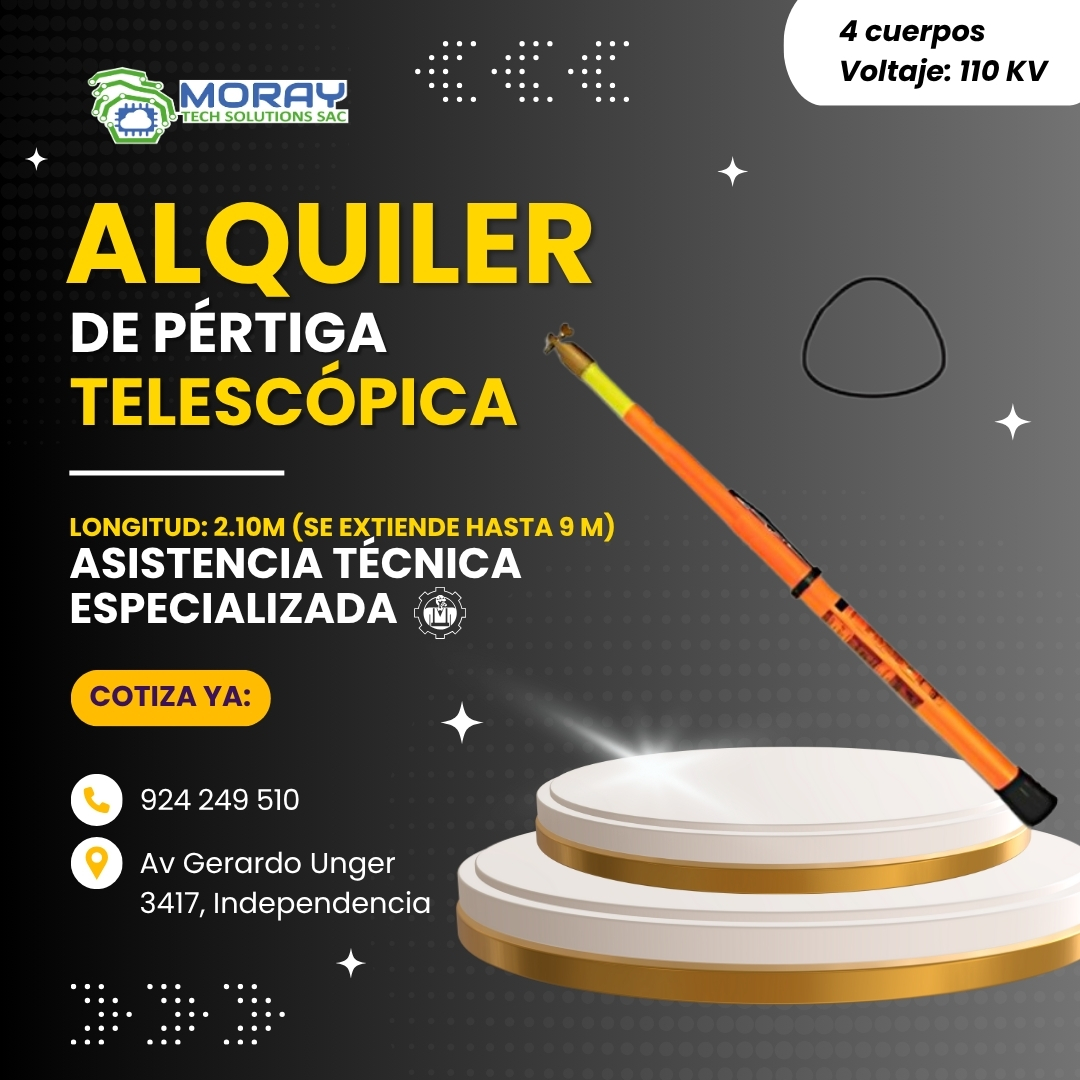 4 cuerpos
Voltaje: 110 KV
MORAY
TECH SOLUTIONS SAC
ALQUILER
DE PÉRTIGA
TELESCÓPICA
LONGITUD: 2.10M (SE EXTIENDE HASTA 9 M)
ASISTENCIA TÉCNICA
ESPECIALIZADA
COTIZA YA:
924 249 510
Av Gerardo Unger
3417, Independencia